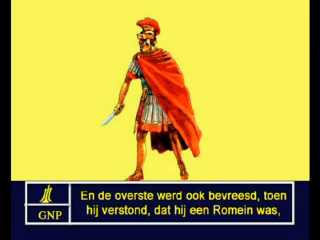 En de overste werd ook bevreesd, toen
hij verstond, dat hij een Romein was,
GNP